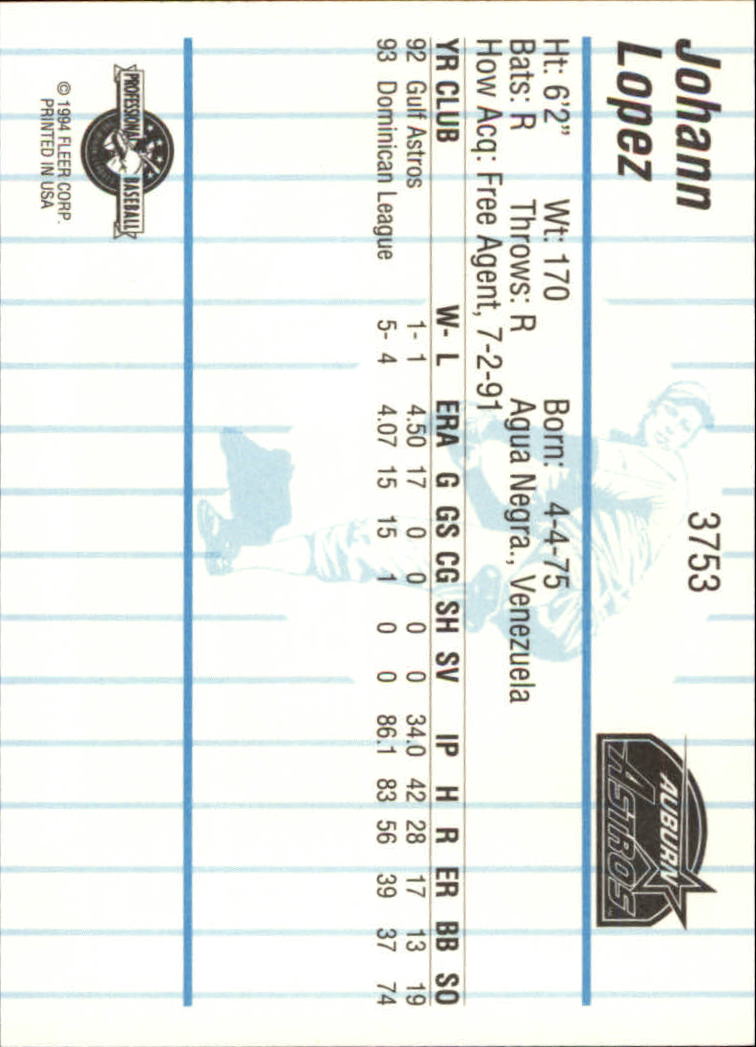 Johann
Lopez
3753
AUBURN
ASTROS
Ht: 6'2" Wt: 170 Born: 4-4-75
Bats: R Throws: R Agua Negra., Venezuela
How Acq: Free Agent, 7-2-91
YR CLUB W- L ERA G GS CG SH SV IP H R ER BB SO
92 Gulf Astros 1- 1 4.50 17 0 0 0 0 34.0 42 28 17 13 19
93 Dominican League 5- 4 4.07 15 15 1 0 0 86.1 83 56 39 37 74
PROFESSIONAL BASEBALL
© 1994 FLEER CORP.
PRINTED IN USA